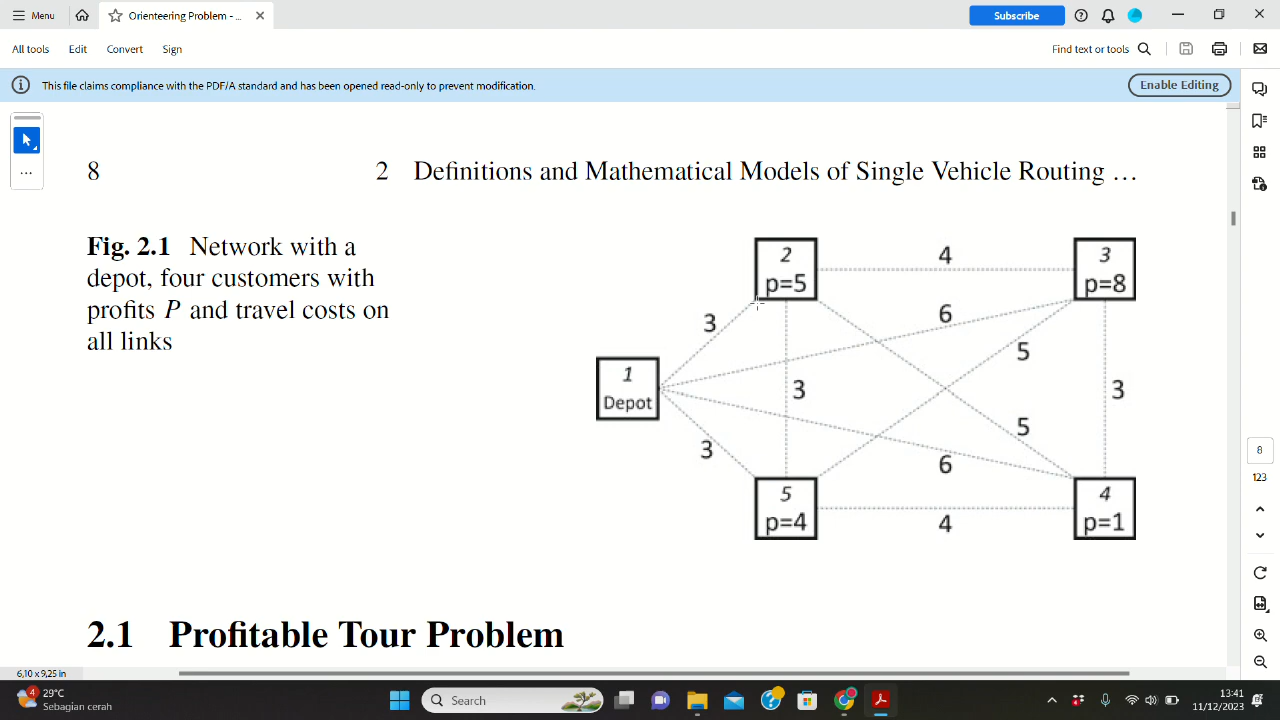 Menu
Orienteering Problem - ...
Subscribe
All tools
Edit
Convert
Sign
Find text or tools
This file claims compliance with the PDF/A standard and has been opened read-only to prevent modification.
Enable Editing
8
2 Definitions and Mathematical Models of Single Vehicle Routing …
Fig. 2.1 Network with a
depot, four customers with
profits P and travel costs on
all links
2
p=5
4
3
p=8
3
6
5
1
Depot
3
3
3
5
6
5
p=4
4
4
p=1
8
123
2.1 Profitable Tour Problem
6,10 x 9,25 in
4
29°C
Sebagian cerah
Search
13:41
11/12/2023